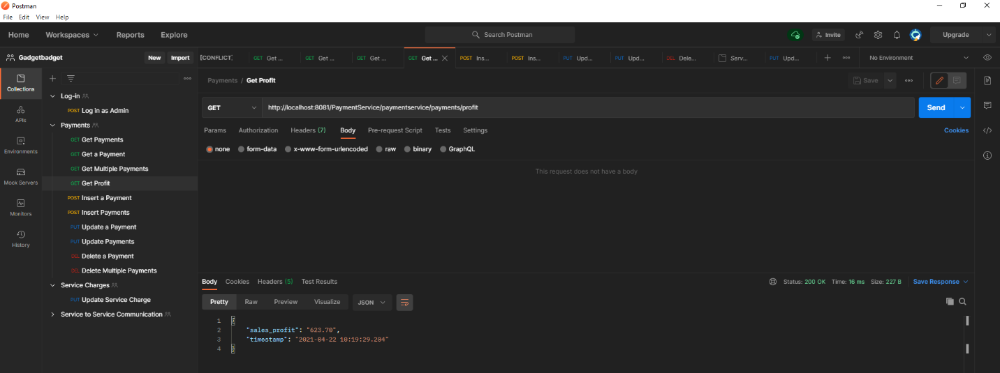 Postman
File Edit View Help
Home Workspaces Reports Explore Search Postman Invite Upgrade
Gadgetbadget New Import [CONFLICT] GET Get ... GET Get ... GET Get ... GET Get ... POST Ins... POST Ins... PUT Upd... PUT Upd... DEL Dele... Serv... PUT Upd... No Environment
Collections
APIs
Environments
Mock Servers
Monitors
History
Log-in
POST Log in as Admin
Payments
GET Get Payments
GET Get a Payment
GET Get Multiple Payments
GET Get Profit
POST Insert a Payment
POST Insert Payments
PUT Update a Payment
PUT Update Payments
DEL Delete a Payment
DEL Delete Multiple Payments
Service Charges
PUT Update Service Charge
Service to Service Communication
Payments / Get Profit Save
GET http://localhost:8081/PaymentService/paymentservice/payments/profit Send
Params Authorization Headers (7) Body Pre-request Script Tests Settings Cookies
none form-data x-www-form-urlencoded raw binary GraphQL
This request does not have a body
Body Cookies Headers (5) Test Results Status: 200 OK Time: 16 ms Size: 227 B Save Response
Pretty Raw Preview Visualize JSON
1 {
2 "sales_profit": "623.70",
3 "timestamp": "2021-04-22 10:19:29.204"
4 }